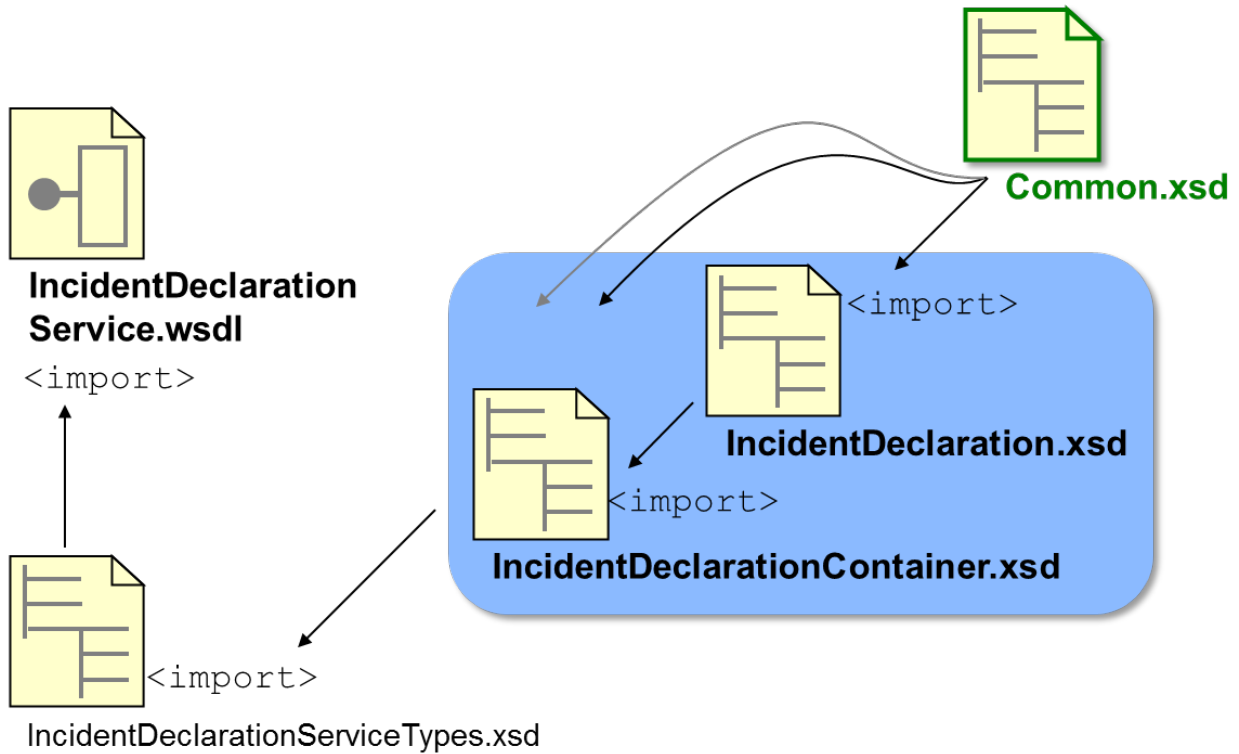 Common.xsd
IncidentDeclaration
Service.wsdl
<import>
<import>
IncidentDeclaration.xsd
<import>
IncidentDeclarationContainer.xsd
<import>
IncidentDeclarationServiceTypes.xsd